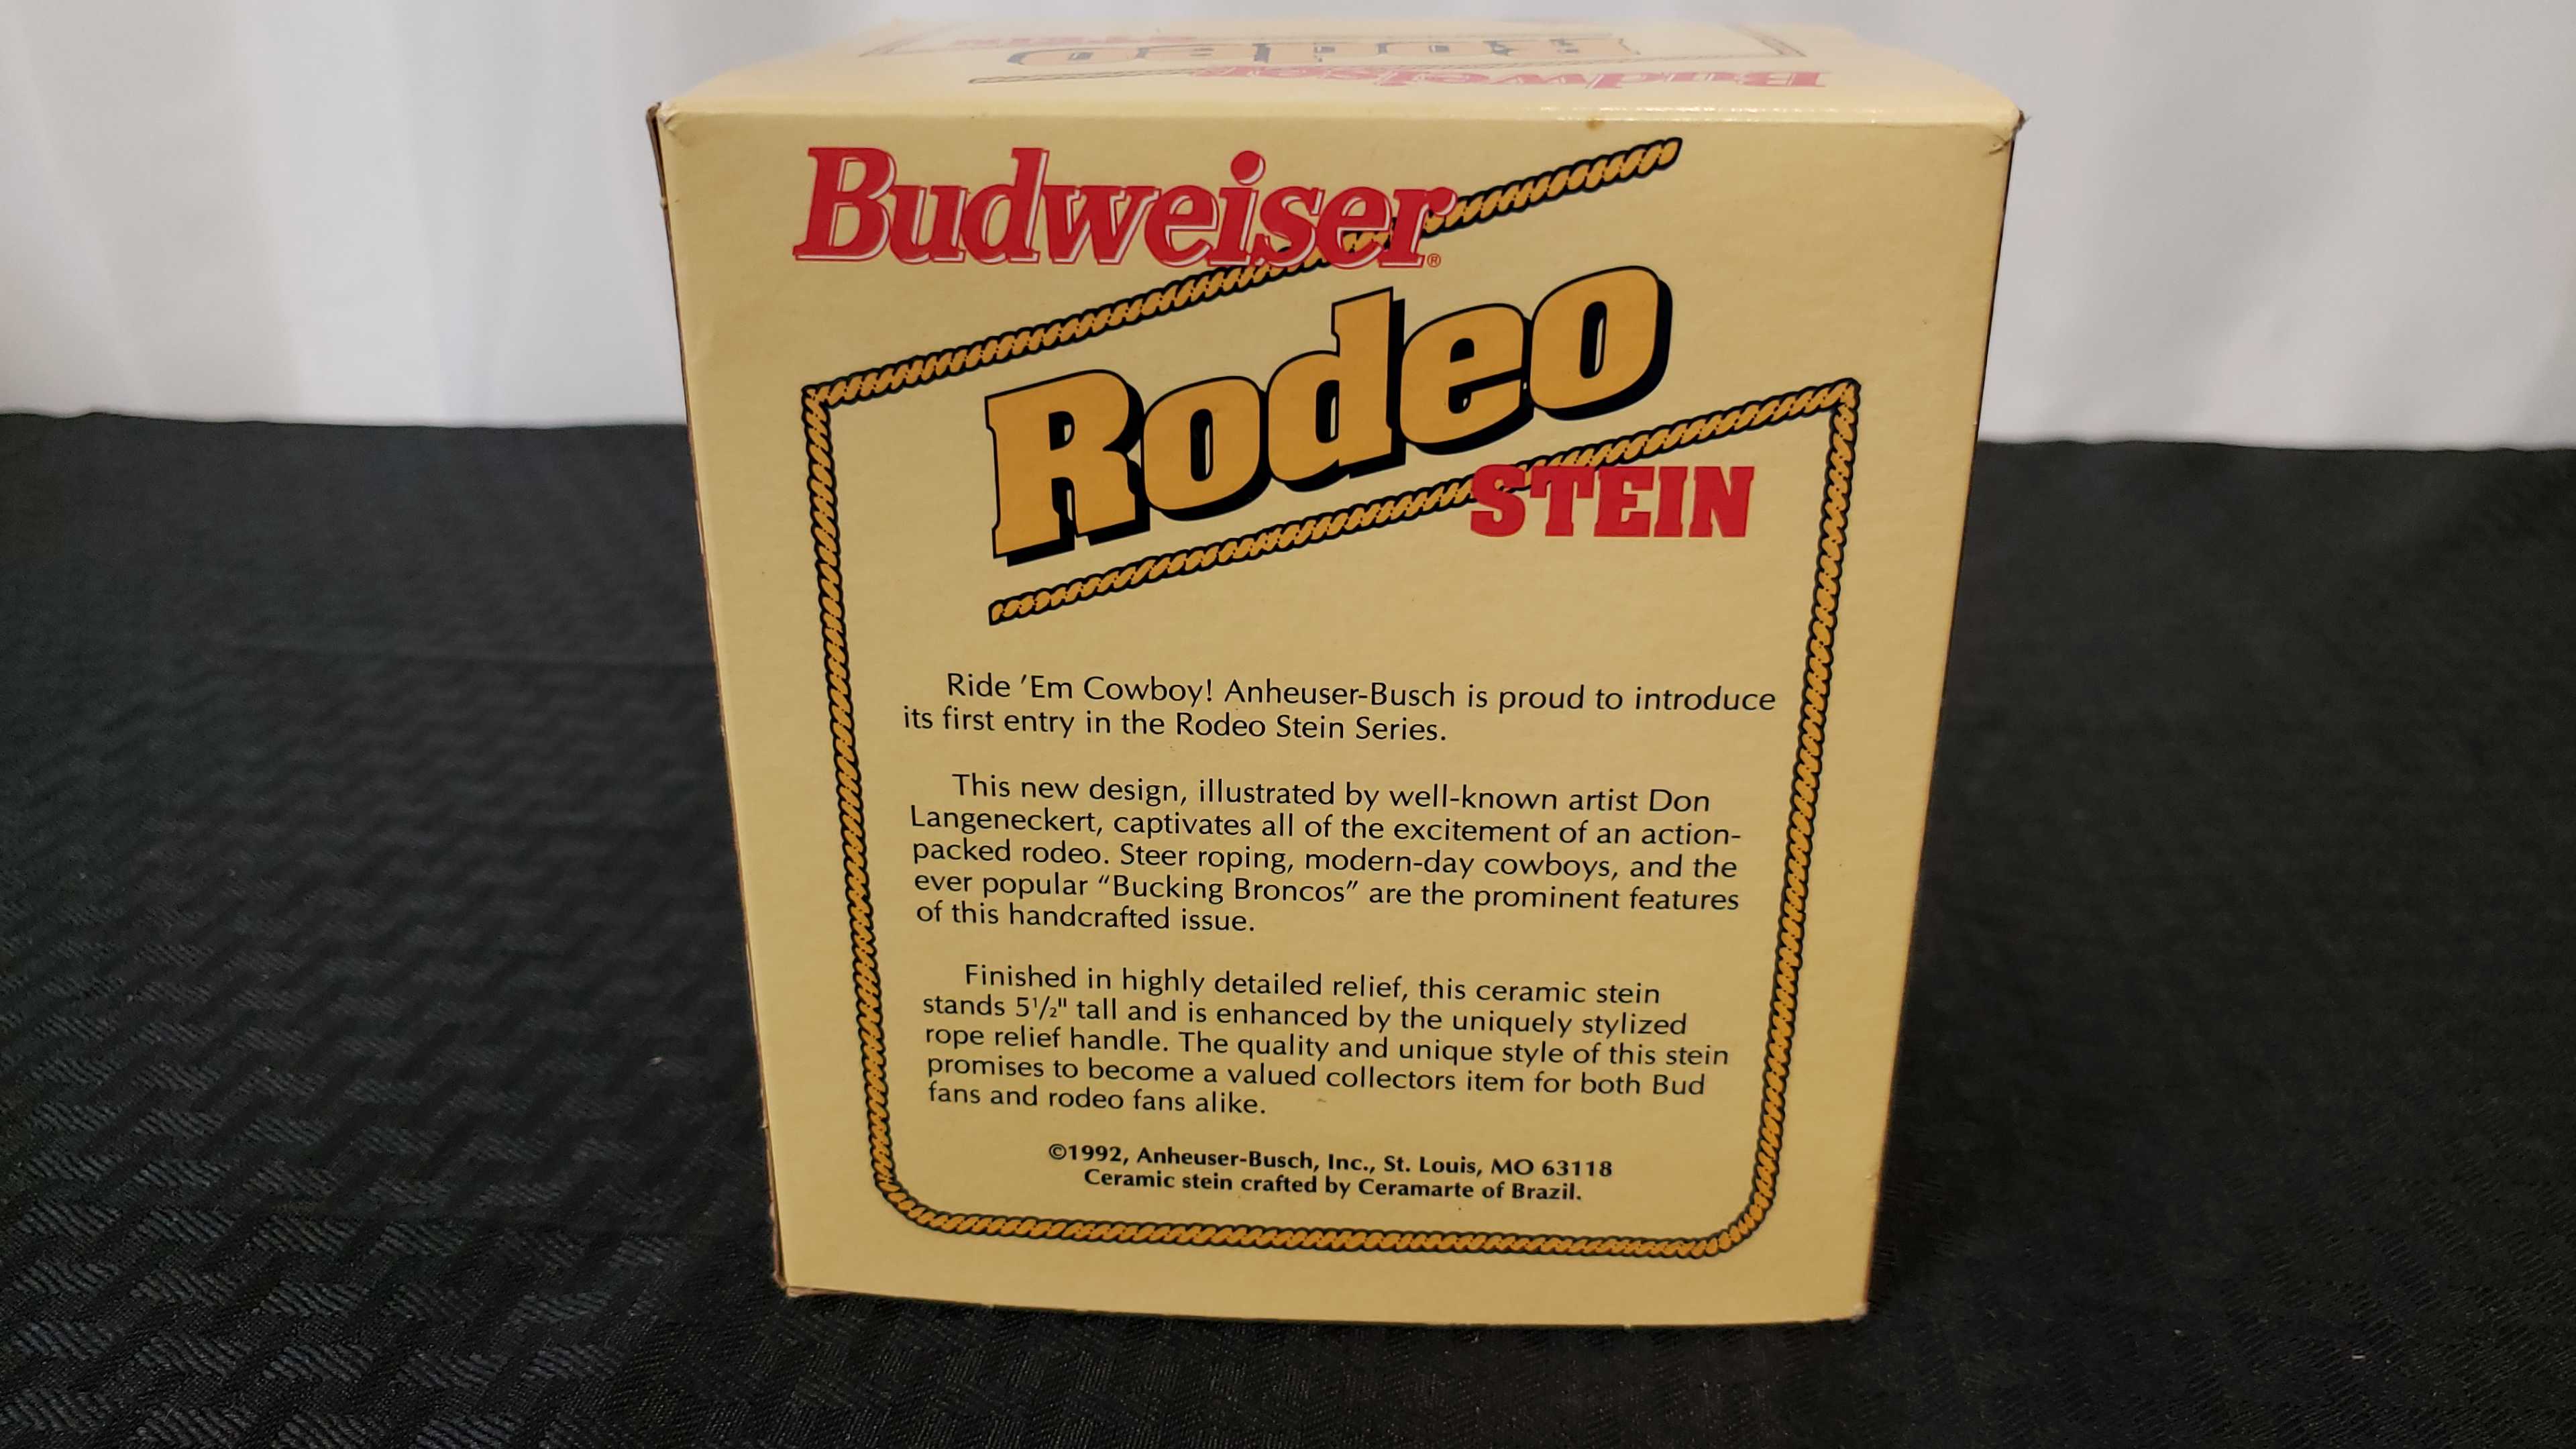 STEIN
Rodeo
Budweiser
Budweiser®
Rodeo
STEIN
Ride 'Em Cowboy! Anheuser-Busch is proud to introduce
its first entry in the Rodeo Stein Series.
This new design, illustrated by well-known artist Don
Langeneckert, captivates all of the excitement of an action-
packed rodeo. Steer roping, modern-day cowboys, and the
ever popular “Bucking Broncos” are the prominent features
of this handcrafted issue.
Finished in highly detailed relief, this ceramic stein
stands 5½" tall and is enhanced by the uniquely stylized
rope relief handle. The quality and unique style of this stein
promises to become a valued collectors item for both Bud
fans and rodeo fans alike.
©1992, Anheuser-Busch, Inc., St. Louis, MO 63118
Ceramic stein crafted by Ceramarte of Brazil.